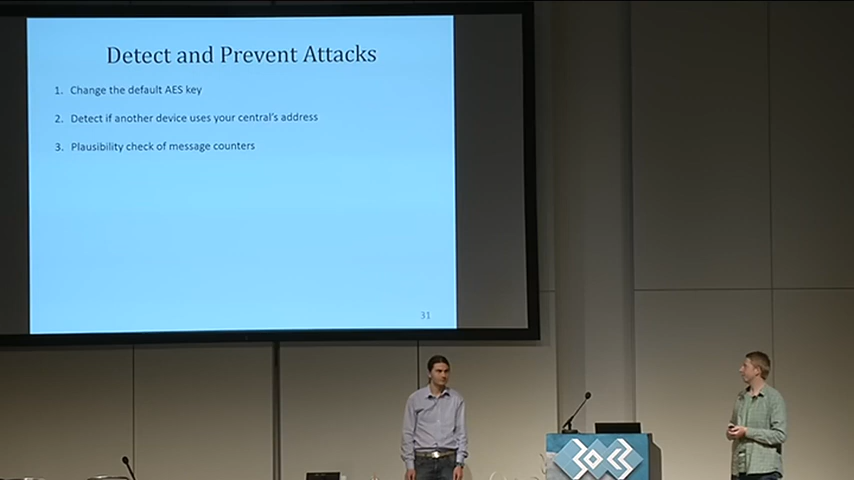 Detect and Prevent Attacks
1. Change the default AES key
2. Detect if another device uses your central's address
3. Plausibility check of message counters
31
30c3